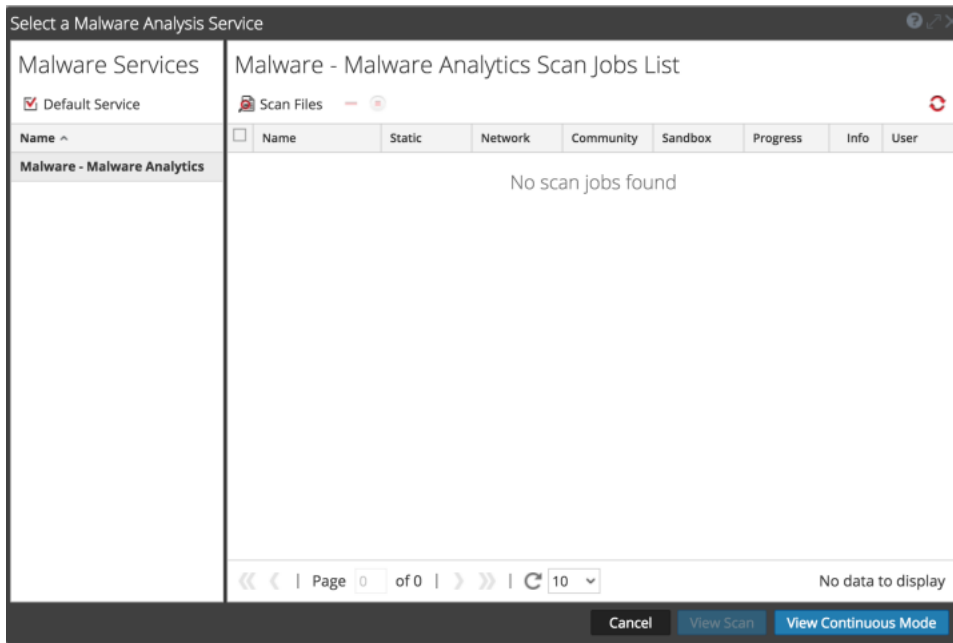 Select a Malware Analysis Service
Malware Services
Default Service
Name
Malware - Malware Analytics
Malware - Malware Analytics Scan Jobs List
Scan Files
Name Static Network Community Sandbox Progress Info User
No scan jobs found
Page 0 of 0 10 No data to display
Cancel View Scan View Continuous Mode